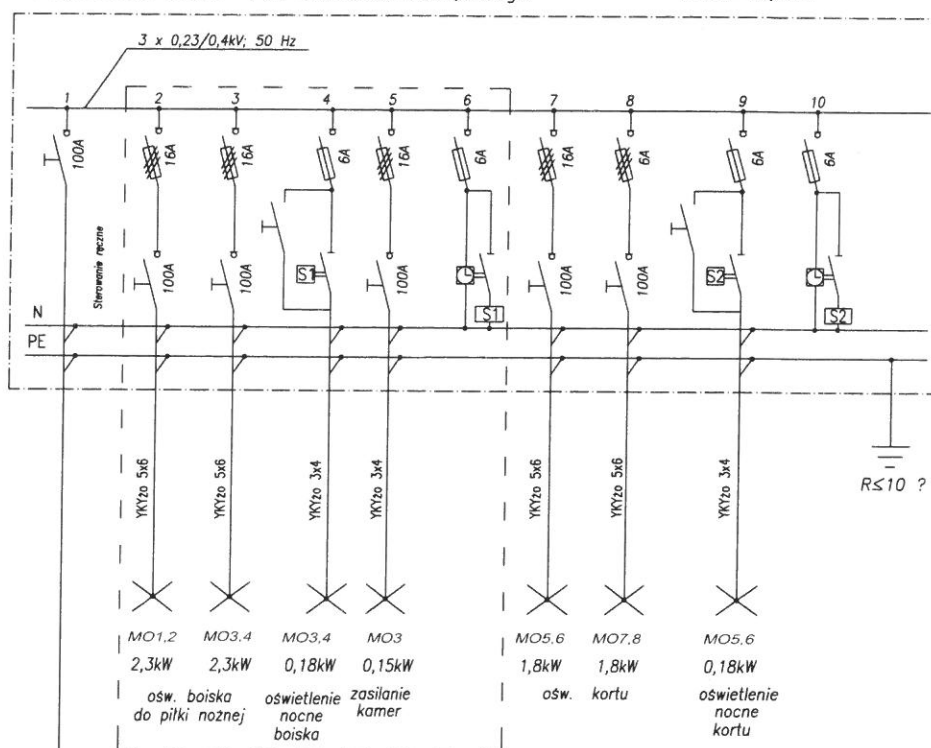 3 x 0,23/0,4kV; 50 Hz
1 2 3 4 5 6 7 8 9 10
100A 16A 16A 6A 16A 6A 16A 16A 6A 6A
Sterowanie ręczne
100A 100A S1 100A 100A 100A S2
S1 S2
N
PE
YKYżo 5x6 YKYżo 5x6 YKYżo 3x4 YKYżo 3x4 YKYżo 5x6 YKYżo 5x6 YKYżo 3x4
R≤10 ?
MO1,2 MO3,4 MO3,4 MO3 MO5,6 MO7,8 MO5,6
2,3kW 2,3kW 0,18kW 0,15kW 1,8kW 1,8kW 0,18kW
ośw. boiska
do piłki nożnej
oświetlenie
nocne
boiska
zasilanie
kamer
ośw. kortu
oświetlenie
nocne
kortu